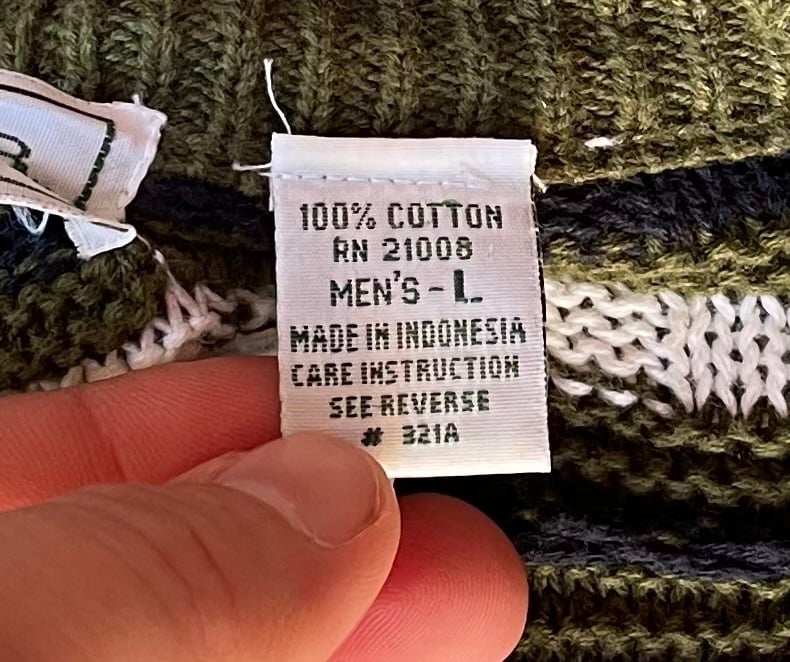 100% COTTON
RN 21008
MEN'S - L
MADE IN INDONESIA
CARE INSTRUCTION
SEE REVERSE
# 321A